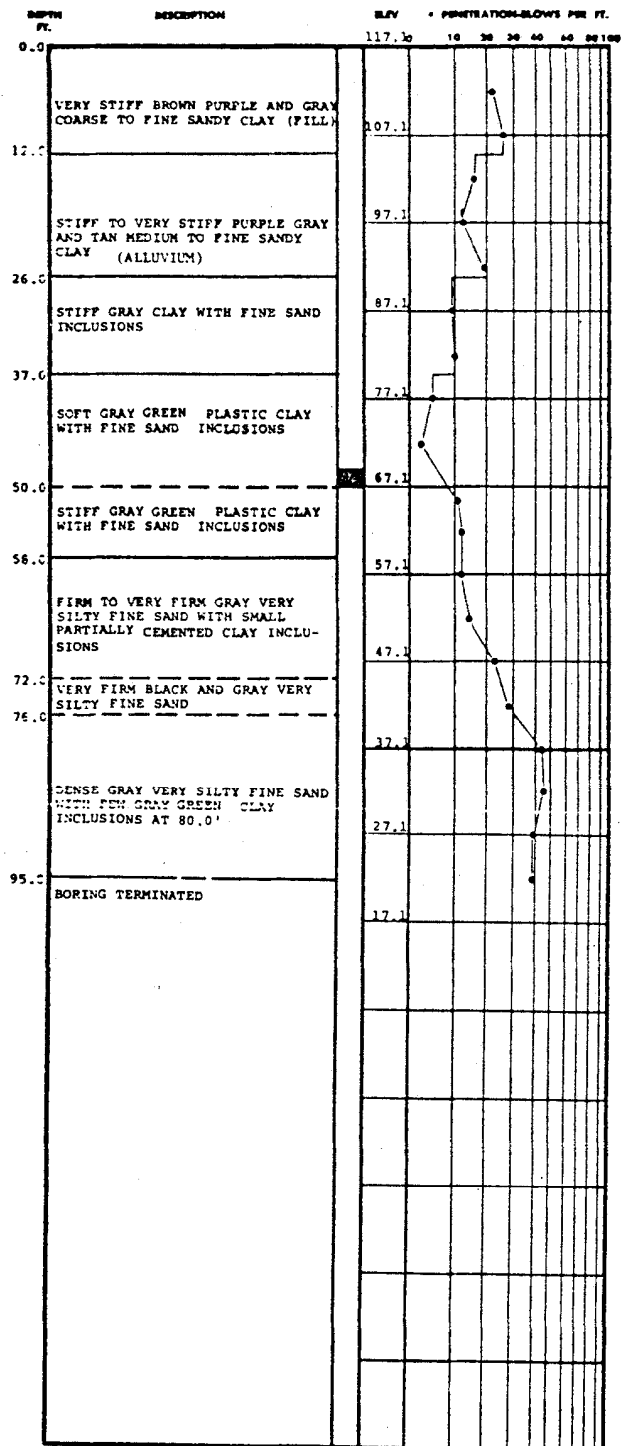 DEPTH FT. DESCRIPTION ELEV • PENETRATION-BLOWS PER FT.
0.0 117.1 0 10 20 30 40 60 80 100
VERY STIFF BROWN PURPLE AND GRAY
COARSE TO FINE SANDY CLAY (FILL)
107.1
12.0
STIFF TO VERY STIFF PURPLE GRAY
AND TAN MEDIUM TO FINE SANDY
CLAY (ALLUVIUM)
97.1
26.0
STIFF GRAY CLAY WITH FINE SAND
INCLUSIONS
87.1
37.0
77.1
SOFT GRAY GREEN PLASTIC CLAY
WITH FINE SAND INCLUSIONS
50.0 67.1
STIFF GRAY GREEN PLASTIC CLAY
WITH FINE SAND INCLUSIONS
56.0
57.1
FIRM TO VERY FIRM GRAY VERY
SILTY FINE SAND WITH SMALL
PARTIALLY CEMENTED CLAY INCLU-
SIONS
47.1
72.0
VERY FIRM BLACK AND GRAY VERY
SILTY FINE SAND
76.0
37.1
DENSE GRAY VERY SILTY FINE SAND
WITH FEW GRAY GREEN CLAY
INCLUSIONS AT 80.0'
27.1
95.0
BORING TERMINATED
17.1